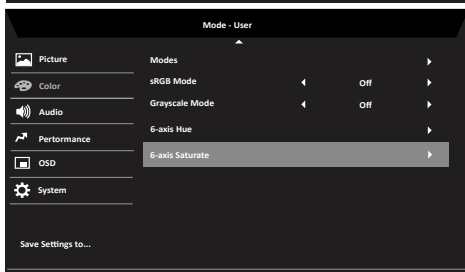 Mode - User
Picture
Color
Audio
Pertormance
OSD
System
Save Settings to...
Modes
sRGB Mode Off
Grayscale Mode Off
6-axis Hue
6-axis Saturate